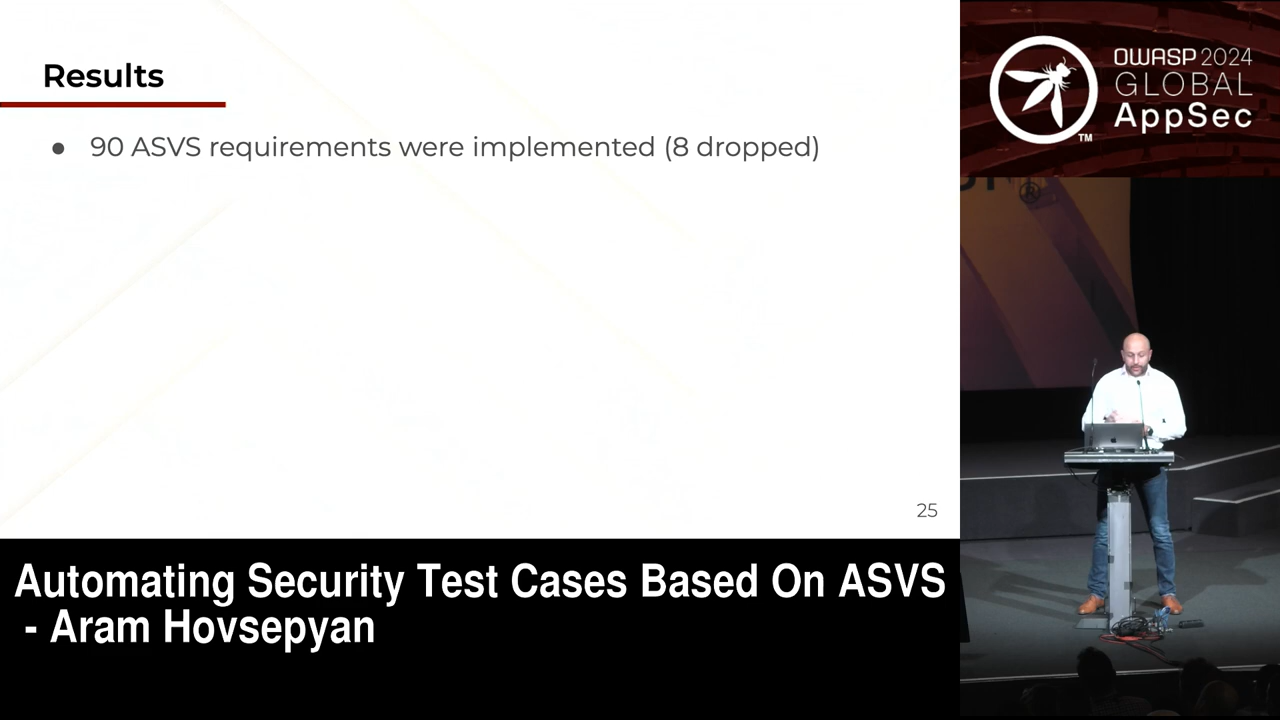 Results
● 90 ASVS requirements were implemented (8 dropped)
25
Automating Security Test Cases Based On ASVS
- Aram Hovsepyan
OWASP 2024
GLOBAL
AppSec
TM
®